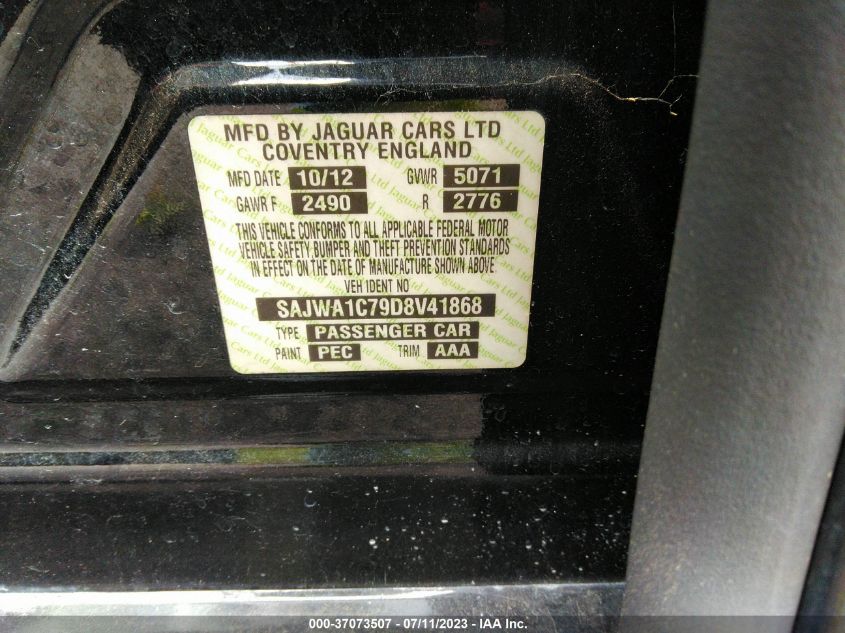 MFD BY JAGUAR CARS LTD
COVENTRY ENGLAND
MFD DATE 10/12 GVWR 5071
GAWR F 2490 R 2776
THIS VEHICLE CONFORMS TO ALL APPLICABLE FEDERAL MOTOR
VEHICLE SAFETY, BUMPER AND THEFT PREVENTION STANDARDS
IN EFFECT ON THE DATE OF MANUFACTURE SHOWN ABOVE.
VEH IDENT NO
SAJWA1C79D8V41868
TYPE PASSENGER CAR
PAINT PEC TRIM AAA
000-37073507 - 07/11/2023 - IAA Inc.